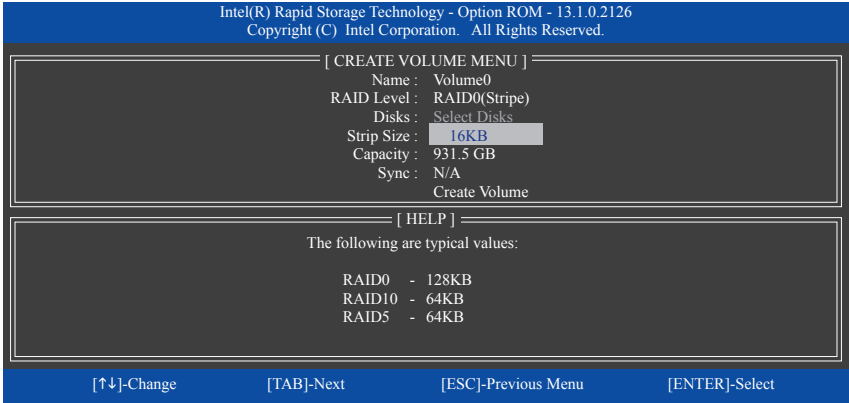 Intel(R) Rapid Storage Technology - Option ROM - 13.1.0.2126
Copyright (C) Intel Corporation. All Rights Reserved.
[ CREATE VOLUME MENU ]
Name : Volume0
RAID Level : RAID0(Stripe)
Disks : Select Disks
Strip Size : 16KB
Capacity : 931.5 GB
Sync : N/A
Create Volume
[ HELP ]
The following are typical values:
RAID0 - 128KB
RAID10 - 64KB
RAID5 - 64KB
[↑↓]-Change [TAB]-Next [ESC]-Previous Menu [ENTER]-Select